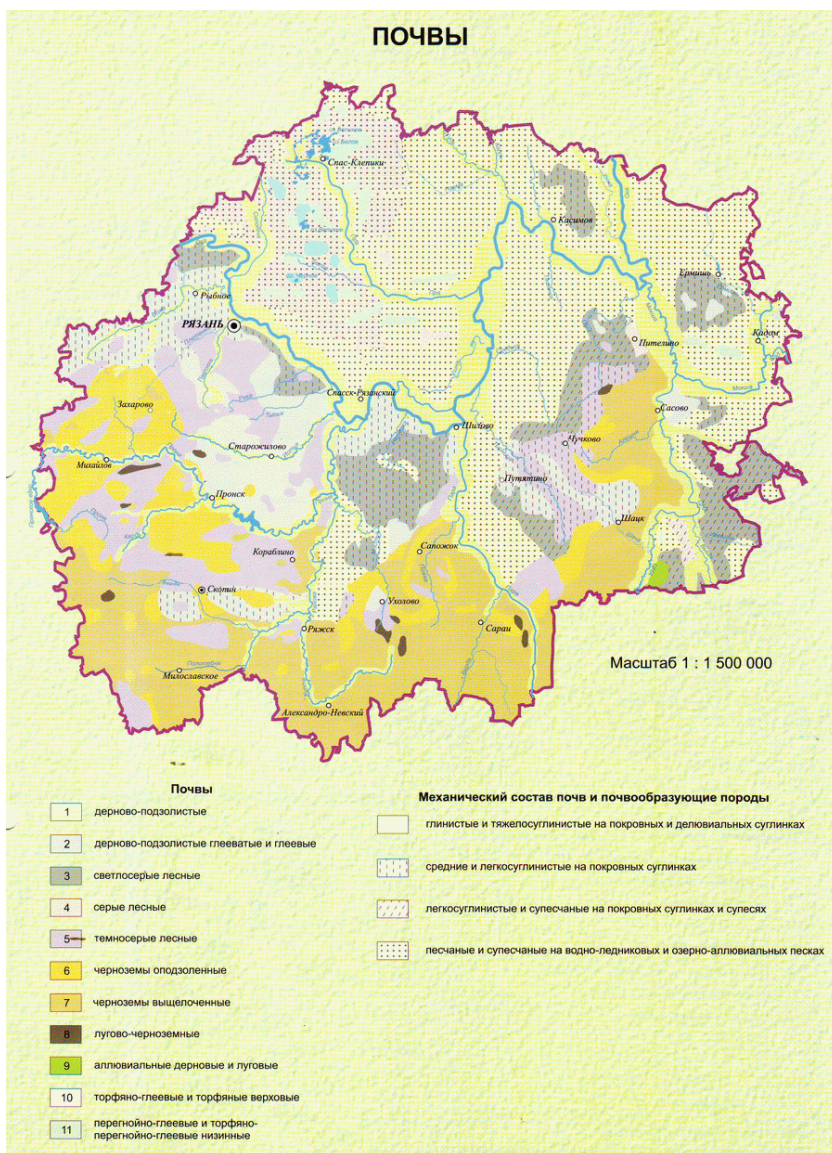 ПОЧВЫ
Спас-Клепики
Касимов
Ермишь
Рыбное
РЯЗАНЬ
Кадом
Пителино
Спасск-Рязанский
Захарово
Сасово
Шилово
Старожилово
Чучково
Михайлов
Путятино
Пронск
Шацк
Кораблино
Сапожок
Скопин
Ухолово
Ряжск
Сараи
Милославское
Александро-Невский
Масштаб 1 : 1 500 000
Почвы
1 дерново-подзолистые
2 дерново-подзолистые глееватые и глеевые
3 светлосерые лесные
4 серые лесные
5 темносерые лесные
6 черноземы оподзоленные
7 черноземы выщелоченные
8 лугово-черноземные
9 аллювиальные дерновые и луговые
10 торфяно-глеевые и торфяные верховые
11 перегнойно-глеевые и торфяно-
перегнойно-глеевые низинные
Механический состав почв и почвообразующие породы
глинистые и тяжелосуглинистые на покровных и делювиальных суглинках
средние и легкосуглинистые на покровных суглинках
легкосуглинистые и супесчаные на покровных суглинках и супесях
песчаные и супесчаные на водно-ледниковых и озерно-аллювиальных песках